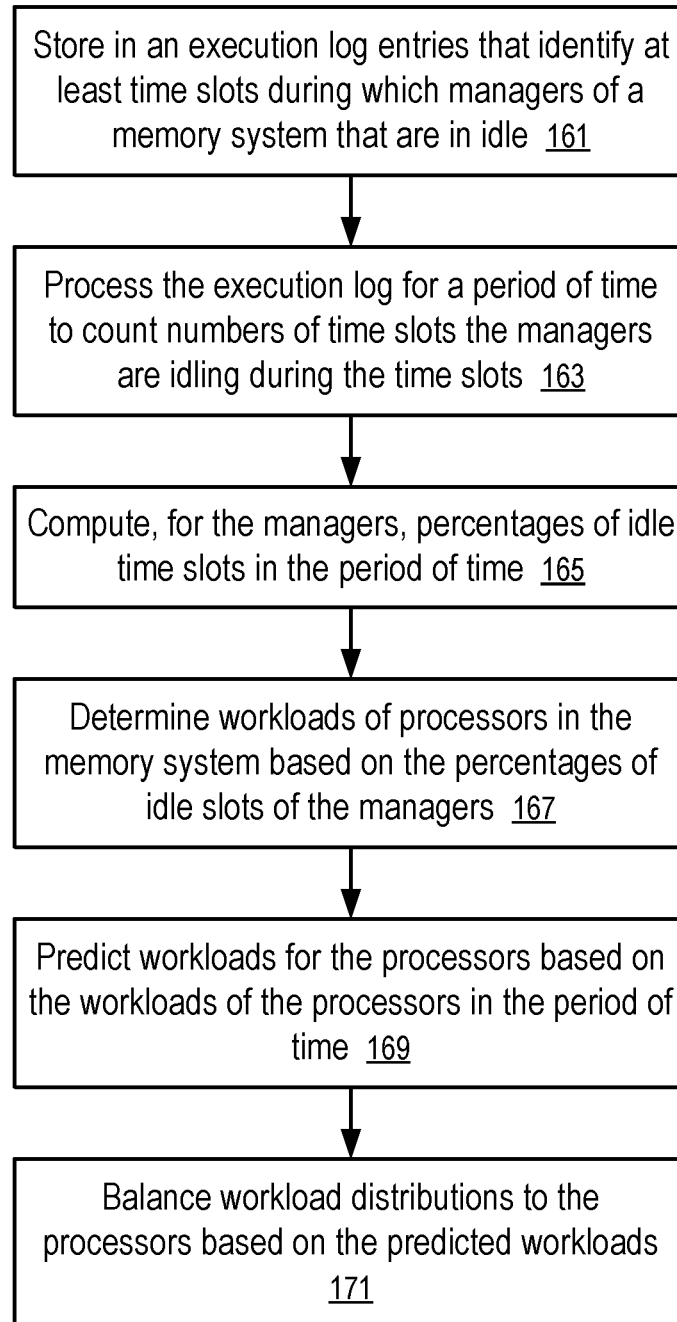 Store in an execution log entries that identify at
least time slots during which managers of a
memory system that are in idle 161
Process the execution log for a period of time
to count numbers of time slots the managers
are idling during the time slots 163
Compute, for the managers, percentages of idle
time slots in the period of time 165
Determine workloads of processors in the
memory system based on the percentages of
idle slots of the managers 167
Predict workloads for the processors based on
the workloads of the processors in the period of
time 169
Balance workload distributions to the
processors based on the predicted workloads
171